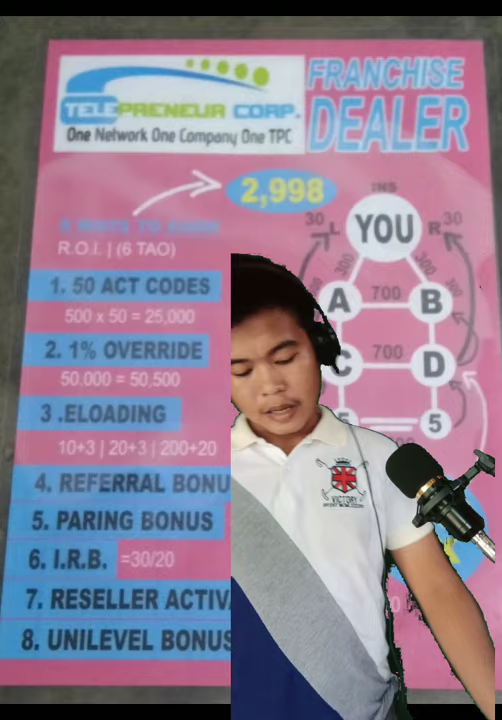 TELEPRENEUR CORP.
One Network One Company One TPC
FRANCHISE
DEALER
2,998
WAYS TO EARN
R.O.I. | (6 TAO)
1. 50 ACT CODES
500 x 50 = 25,000
2. 1% OVERRIDE
50.000 = 50,500
3 .ELOADING
10+3 | 20+3 | 200+20
4. REFERRAL BONU
5. PARING BONUS
6. I.R.B. =30/20
7. RESELLER ACTIV
8. UNILEVEL BONUS
30 L YOU R 30
300 300
A 700 B
C 700 D
5
VICTORY